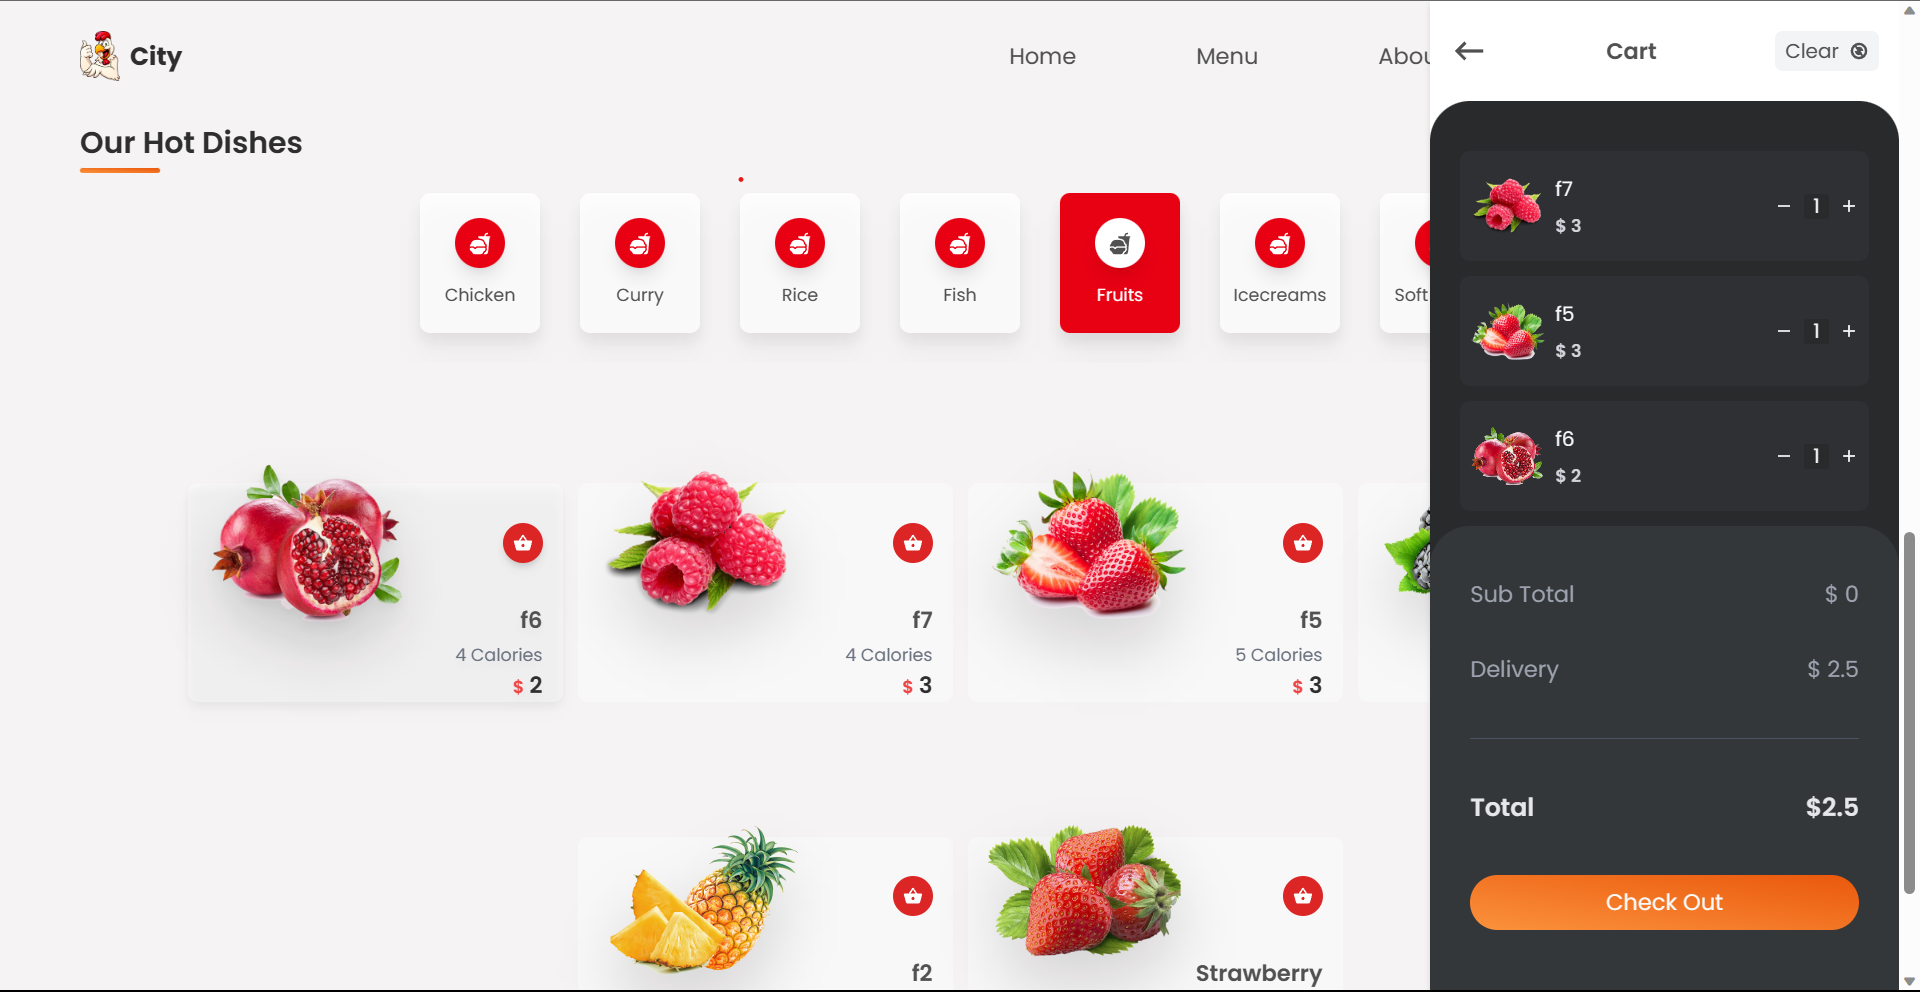 City
Home
Menu
Abou
Our Hot Dishes
Chicken
Curry
Rice
Fish
Fruits
Icecreams
Soft
f6
4 Calories
$ 2
f7
4 Calories
$ 3
f5
5 Calories
$ 3
f2
Strawberry
Cart
Clear
f7
$ 3
− 1 +
f5
$ 3
− 1 +
f6
$ 2
− 1 +
Sub Total $ 0
Delivery $ 2.5
Total $2.5
Check Out